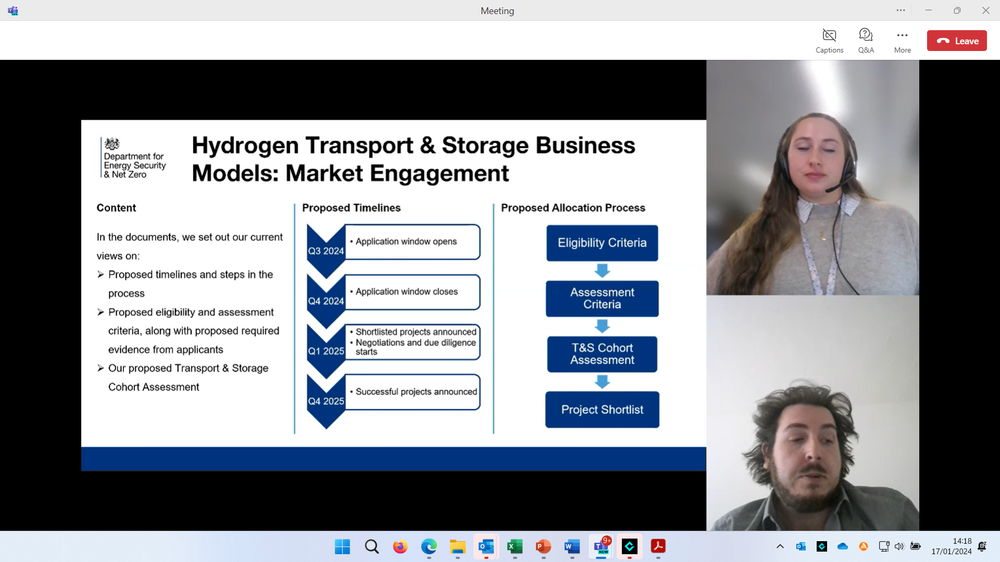 Meeting
Captions
Q&A
More
Leave
Department for
Energy Security
& Net Zero
Hydrogen Transport & Storage Business
Models: Market Engagement
Content
In the documents, we set out our current
views on:
➢ Proposed timelines and steps in the
process
➢ Proposed eligibility and assessment
criteria, along with proposed required
evidence from applicants
➢ Our proposed Transport & Storage
Cohort Assessment
Proposed Timelines
Q3 2024
• Application window opens
Q4 2024
• Application window closes
Q1 2025
• Shortlisted projects announced
• Negotiations and due diligence
starts
Q4 2025
• Successful projects announced
Proposed Allocation Process
Eligibility Criteria
Assessment
Criteria
T&S Cohort
Assessment
Project Shortlist
9+
NEW
14:18
17/01/2024